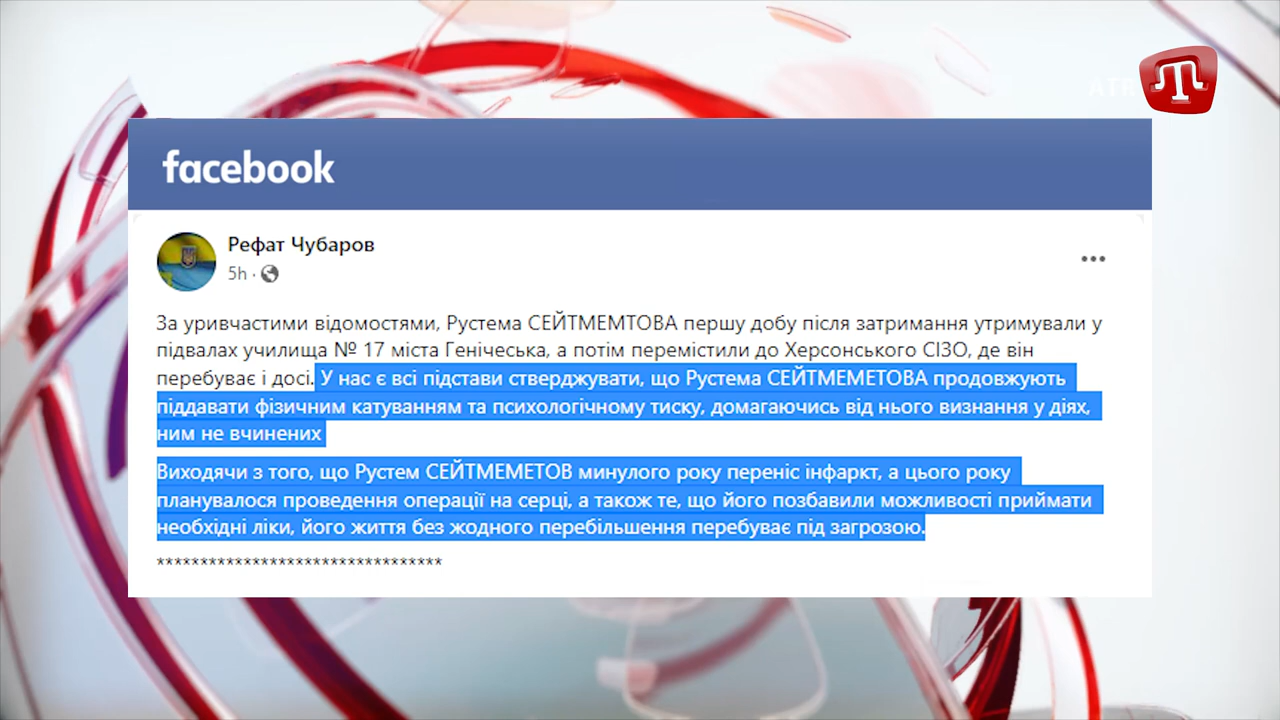 ATR
facebook
Рефат Чубаров
5h ·
За уривчастими відомостями, Рустема СЕЙТМЕМТОВА першу добу після затримання утримували у
підвалах училища № 17 міста Генічеська, а потім перемістили до Херсонського СІЗО, де він
перебуває і досі. У нас є всі підстави стверджувати, що Рустема СЕЙТМЕМЕТОВА продовжують
піддавати фізичним катуванням та психологічному тиску, домагаючись від нього визнання у діях,
ним не вчинених
Виходячи з того, що Рустем СЕЙТМЕМЕТОВ минулого року переніс інфаркт, а цього року
планувалося проведення операції на серці, а також те, що його позбавили можливості приймати
необхідні ліки, його життя без жодного перебільшення перебуває під загрозою.
*********************************